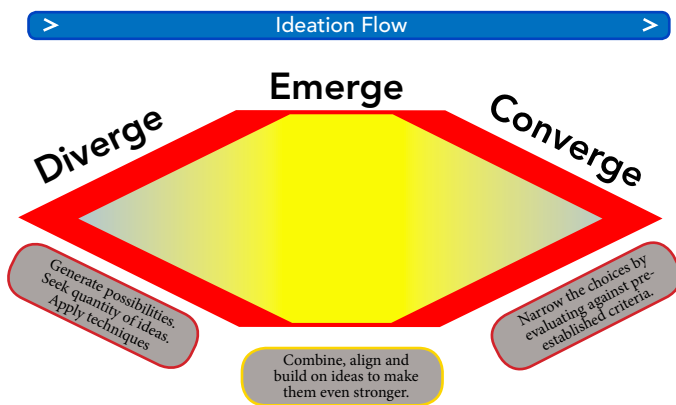 > Ideation Flow >
Emerge
Diverge
Converge
Generate possibilities.
Seek quantity of ideas.
Apply techniques
Combine, align and
build on ideas to make
them even stronger.
Narrow the choices by
evaluating against pre-
established criteria.